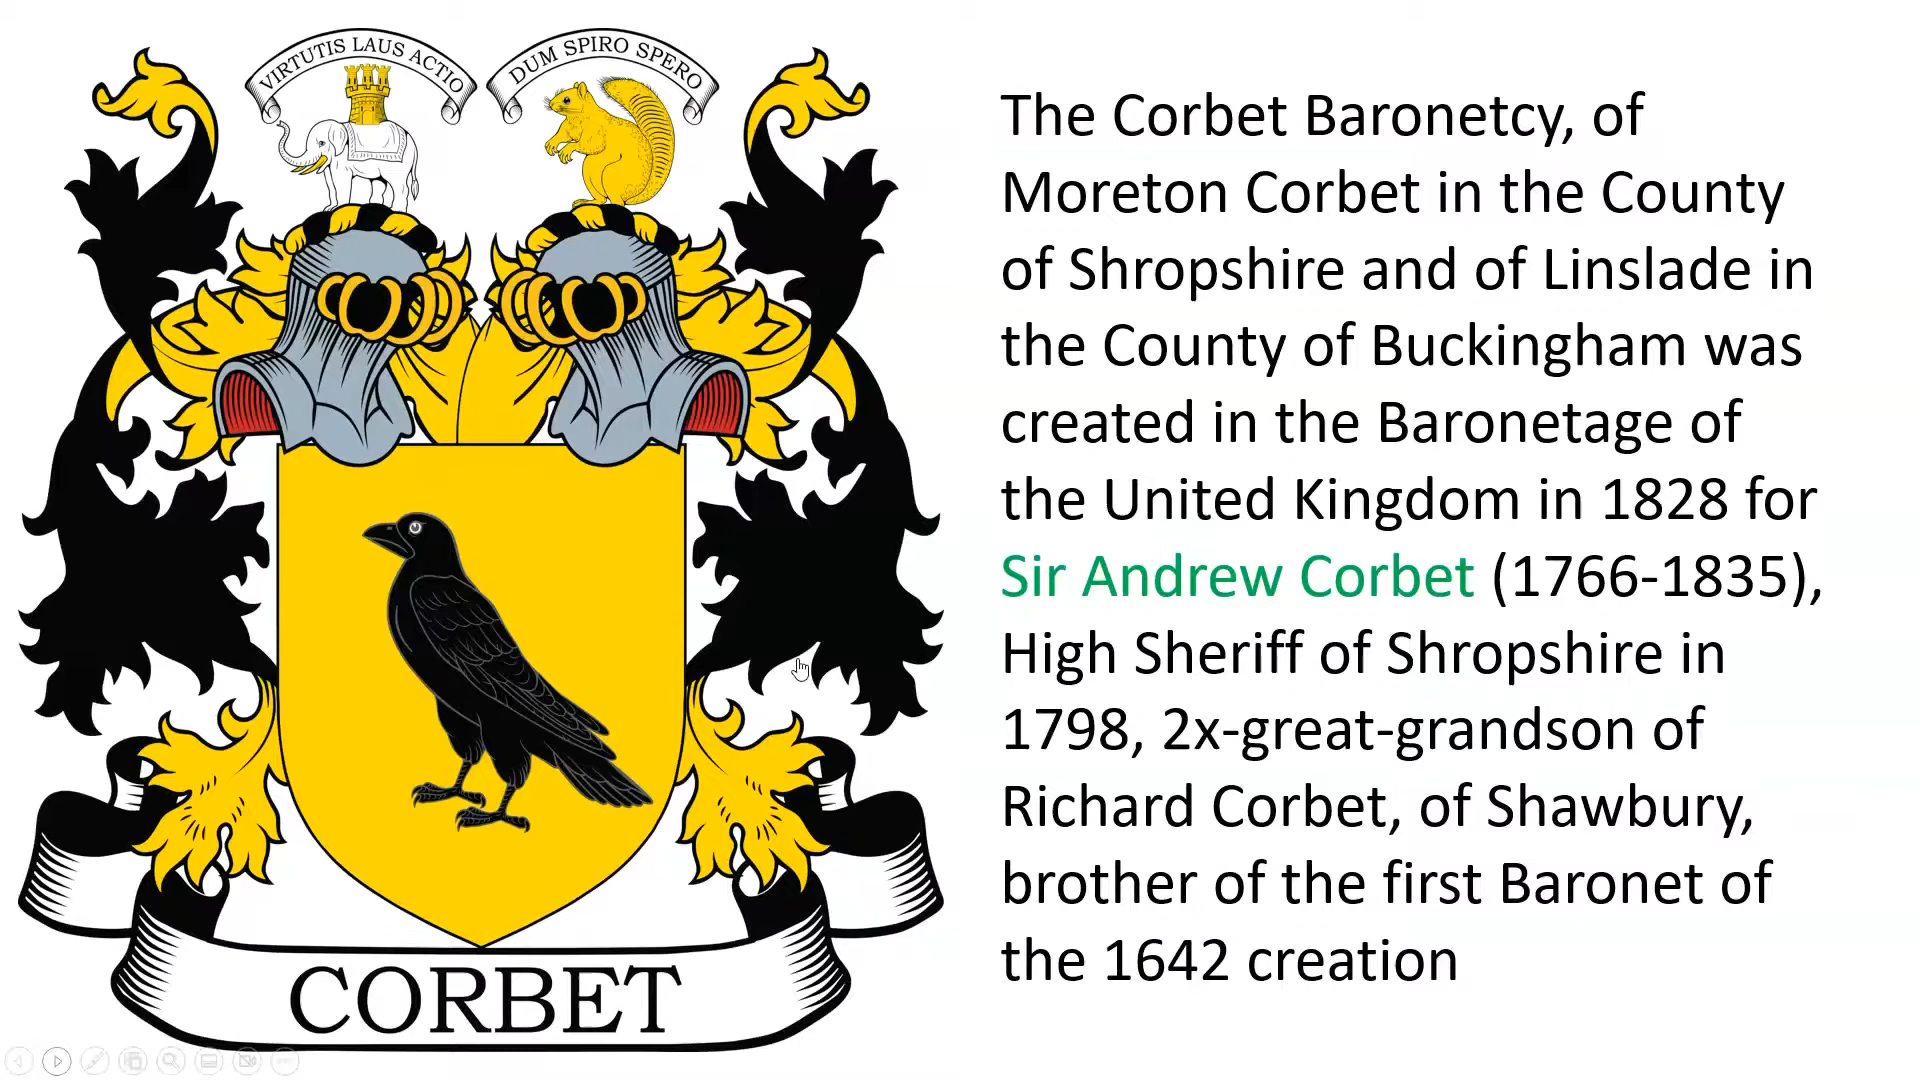 VIRTUTIS LAUS ACTIO
DUM SPIRO SPERO
CORBET
The Corbet Baronetcy, of
Moreton Corbet in the County
of Shropshire and of Linslade in
the County of Buckingham was
created in the Baronetage of
the United Kingdom in 1828 for
Sir Andrew Corbet (1766-1835),
High Sheriff of Shropshire in
1798, 2x-great-grandson of
Richard Corbet, of Shawbury,
brother of the first Baronet of
the 1642 creation